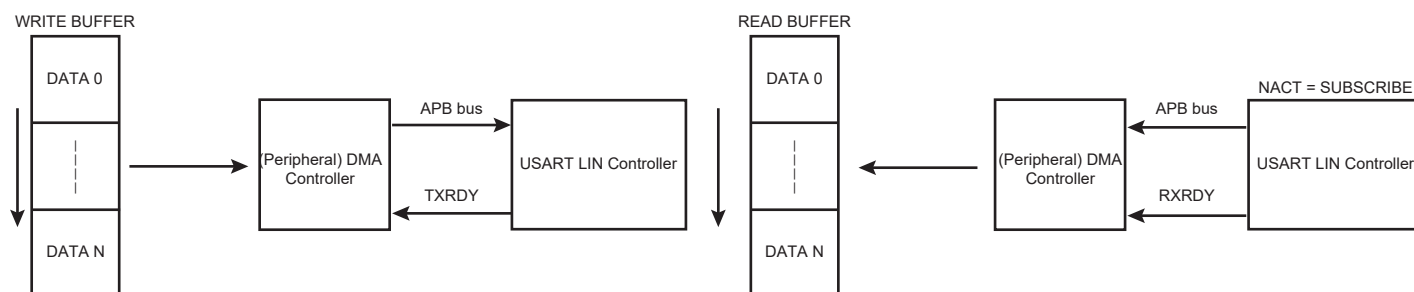 WRITE BUFFER
DATA 0
DATA N
(Peripheral) DMA
Controller
APB bus
TXRDY
USART LIN Controller
READ BUFFER
DATA 0
DATA N
(Peripheral) DMA
Controller
APB bus
RXRDY
NACT = SUBSCRIBE
USART LIN Controller